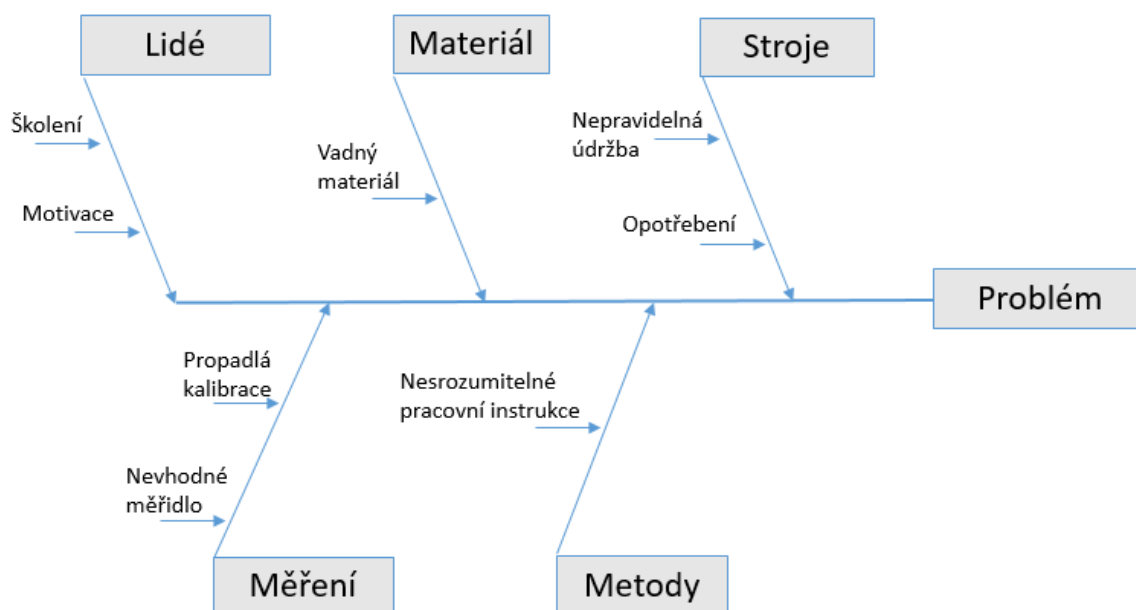 Lidé
Materiál
Stroje
Školení
Motivace
Vadný
materiál
Nepravidelná
údržba
Opotřebení
Problém
Propadlá
kalibrace
Nevhodné
měřidlo
Nesrozumitelné
pracovní instrukce
Měření
Metody